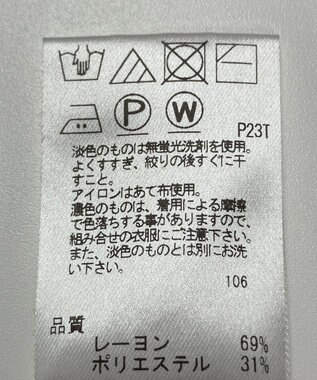 P W
P23T
淡色のものは無蛍光洗剤を使用。
よくすすぎ、絞りの後すぐに干
すこと。
アイロンはあて布使用。
濃色のものは、着用による摩擦
で色落ちする事がありますので、
組み合せの衣服にご注意下さい。
また、淡色のものとは別にお洗
い下さい。
106
品質
レーヨン 69%
ポリエステル 31%